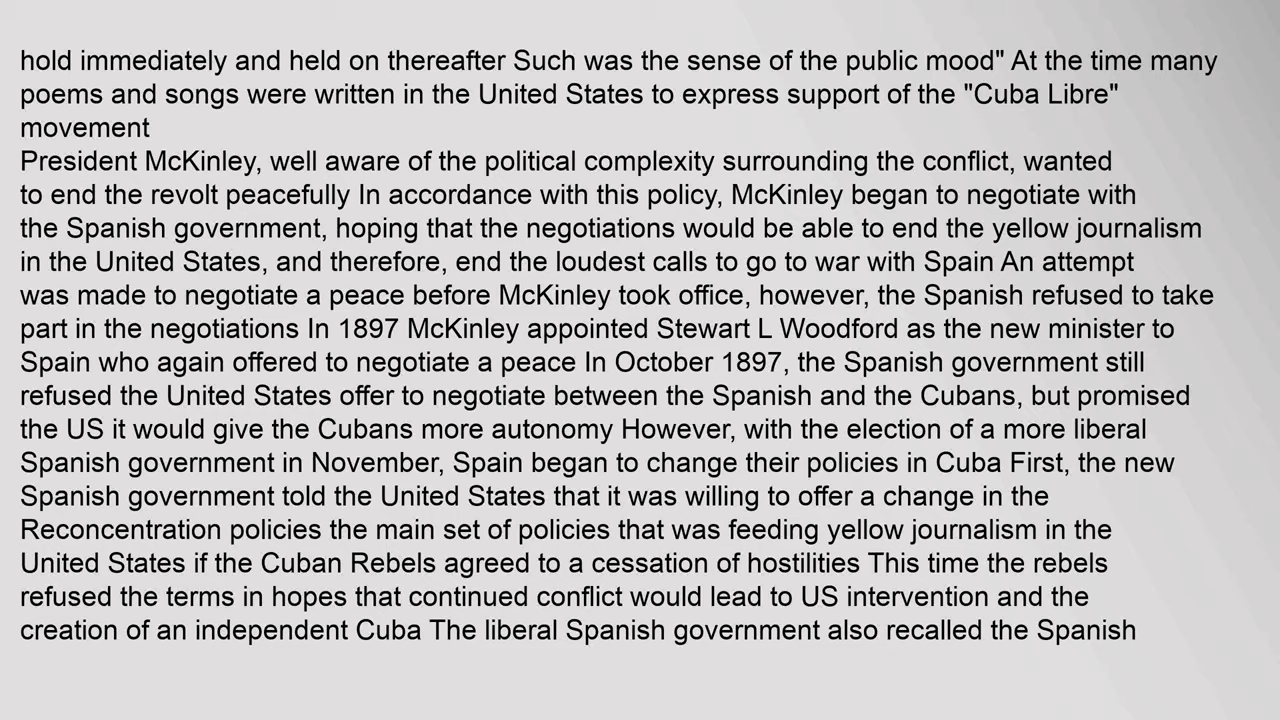 hold immediately and held on thereafter Such was the sense of the public mood" At the time many
poems and songs were written in the United States to express support of the "Cuba Libre"
movement
President McKinley, well aware of the political complexity surrounding the conflict, wanted
to end the revolt peacefully In accordance with this policy, McKinley began to negotiate with
the Spanish government, hoping that the negotiations would be able to end the yellow journalism
in the United States, and therefore, end the loudest calls to go to war with Spain An attempt
was made to negotiate a peace before McKinley took office, however, the Spanish refused to take
part in the negotiations In 1897 McKinley appointed Stewart L Woodford as the new minister to
Spain who again offered to negotiate a peace In October 1897, the Spanish government still
refused the United States offer to negotiate between the Spanish and the Cubans, but promised
the US it would give the Cubans more autonomy However, with the election of a more liberal
Spanish government in November, Spain began to change their policies in Cuba First, the new
Spanish government told the United States that it was willing to offer a change in the
Reconcentration policies the main set of policies that was feeding yellow journalism in the
United States if the Cuban Rebels agreed to a cessation of hostilities This time the rebels
refused the terms in hopes that continued conflict would lead to US intervention and the
creation of an independent Cuba The liberal Spanish government also recalled the Spanish